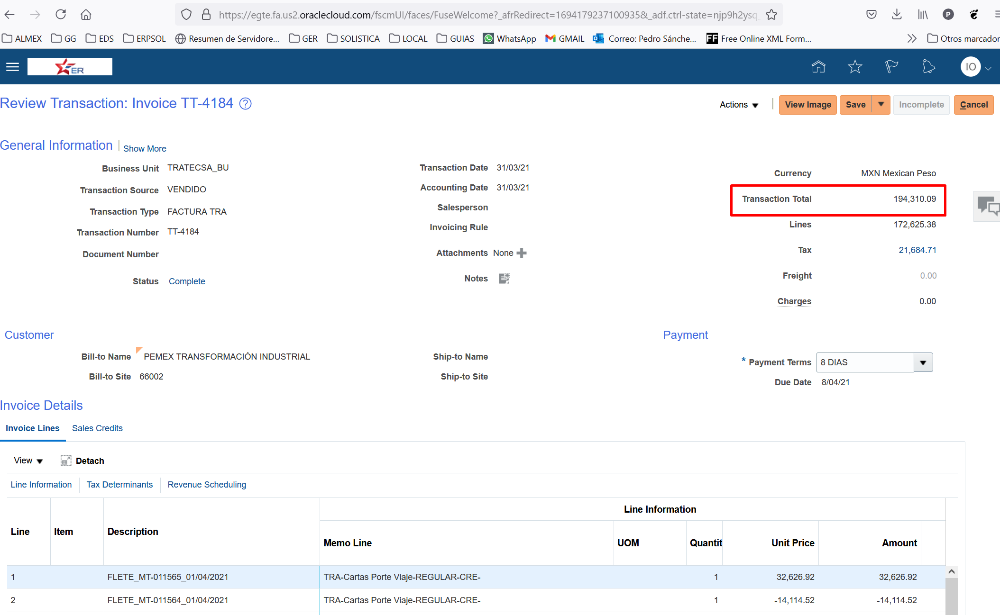 https://egte.fa.us2.oraclecloud.com/fscmUI/faces/FuseWelcome?_afrRedirect=1694179237100935&_adf.ctrl-state=njp9h2ysq_
P
ALMEX GG EDS ERPSOL Resumen de Servidore... GER SOLISTICA LOCAL GUIAS WhatsApp GMAIL Correo: Pedro Sánche... FF Free Online XML Form... Otros marcador
ER
IO
Review Transaction: Invoice TT-4184 ?
Actions View Image Save Incomplete Cancel
General Information Show More
Business Unit TRATECSA_BU
Transaction Source VENDIDO
Transaction Type FACTURA TRA
Transaction Number TT-4184
Document Number
Status Complete
Transaction Date 31/03/21
Accounting Date 31/03/21
Salesperson
Invoicing Rule
Attachments None
Notes
Currency MXN Mexican Peso
Transaction Total 194,310.09
Lines 172,625.38
Tax 21,684.71
Freight 0.00
Charges 0.00
Customer
Bill-to Name PEMEX TRANSFORMACIÓN INDUSTRIAL
Bill-to Site 66002
Ship-to Name
Ship-to Site
Payment
* Payment Terms 8 DIAS
Due Date 8/04/21
Invoice Details
Invoice Lines Sales Credits
View Detach
Line Information Tax Determinants Revenue Scheduling
Line Information
Line Item Description Memo Line UOM Quantit Unit Price Amount
1 FLETE_MT-011565_01/04/2021 TRA-Cartas Porte Viaje-REGULAR-CRE- 1 32,626.92 32,626.92
2 FLETE_MT-011564_01/04/2021 TRA-Cartas Porte Viaje-REGULAR-CRE- 1 -14,114.52 -14,114.52